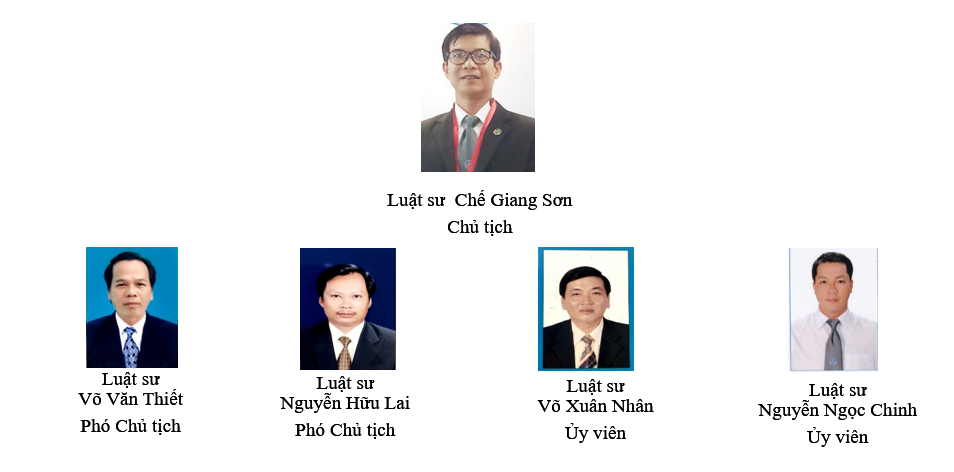 Luật sư  Chế Giang Sơn
Chủ tịch
Luật sư
Võ Văn Thiết
Phó Chủ tịch
Luật sư
Nguyễn Hữu Lai
Phó Chủ tịch
Luật sư
Võ Xuân Nhân
Ủy viên
Luật sư
Nguyễn Ngọc Chinh
Ủy viên